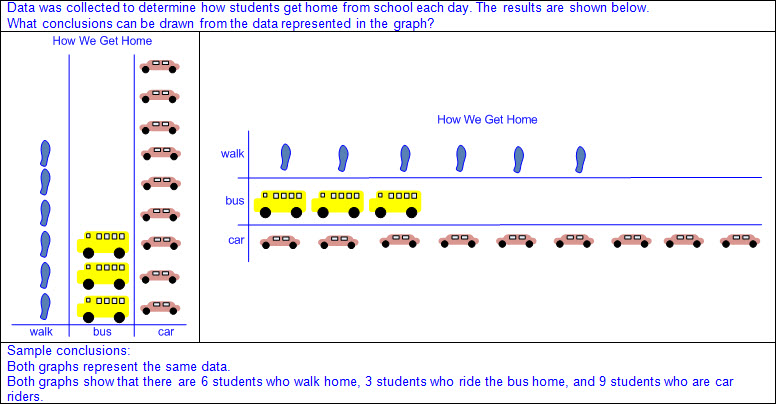 Data was collected to determine how students get home from school each day. The results are shown below.
What conclusions can be drawn from the data represented in the graph?
How We Get Home
walk
bus
car
How We Get Home
walk
bus
car
Sample conclusions:
Both graphs represent the same data.
Both graphs show that there are 6 students who walk home, 3 students who ride the bus home, and 9 students who are car
riders.